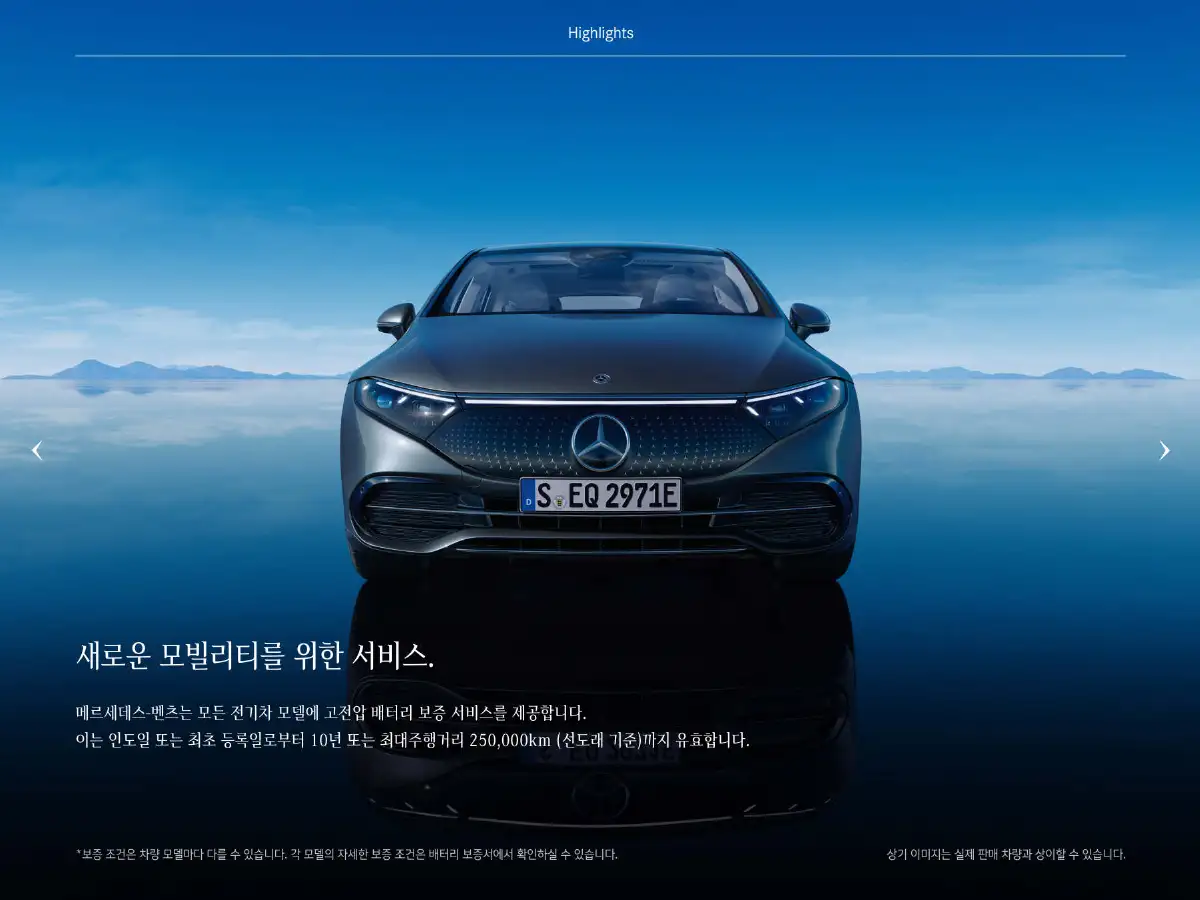 Highlights
S EQ 2971E
D
새로운 모빌리티를 위한 서비스.
메르세데스-벤츠는 모든 전기차 모델에 고전압 배터리 보증 서비스를 제공합니다.
이는 인도일 또는 최초 등록일로부터 10년 또는 최대주행거리 250,000km (선도래 기준)까지 유효합니다.
*보증 조건은 차량 모델마다 다를 수 있습니다. 각 모델의 자세한 보증 조건은 배터리 보증서에서 확인하실 수 있습니다.
상기 이미지는 실제 판매 차량과 상이할 수 있습니다.